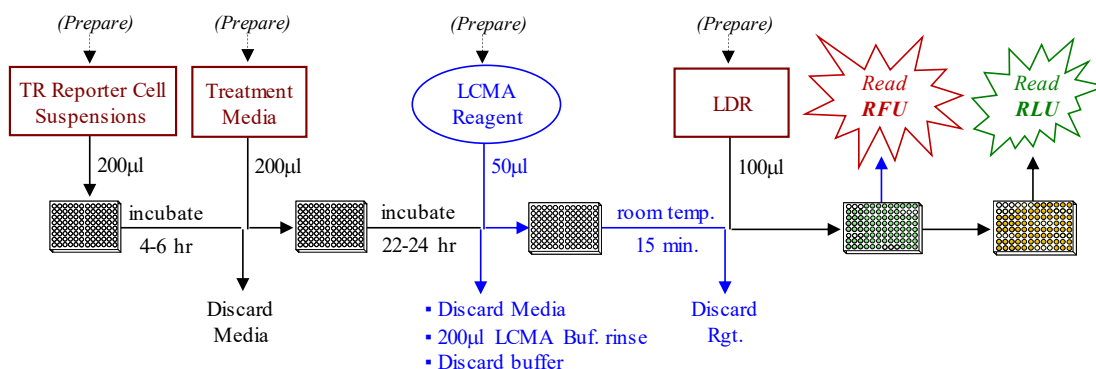 (Prepare)
(Prepare)
(Prepare)
(Prepare)
TR Reporter Cell
Suspensions
Treatment
Media
LCMA
Reagent
LDR
Read
RFU
Read
RLU
200µl
200µl
50µl
100µl
incubate
4-6 hr
incubate
22-24 hr
room temp.
15 min.
Discard
Media
▪ Discard Media
▪ 200µl LCMA Buf. rinse
▪ Discard buffer
Discard
Rgt.